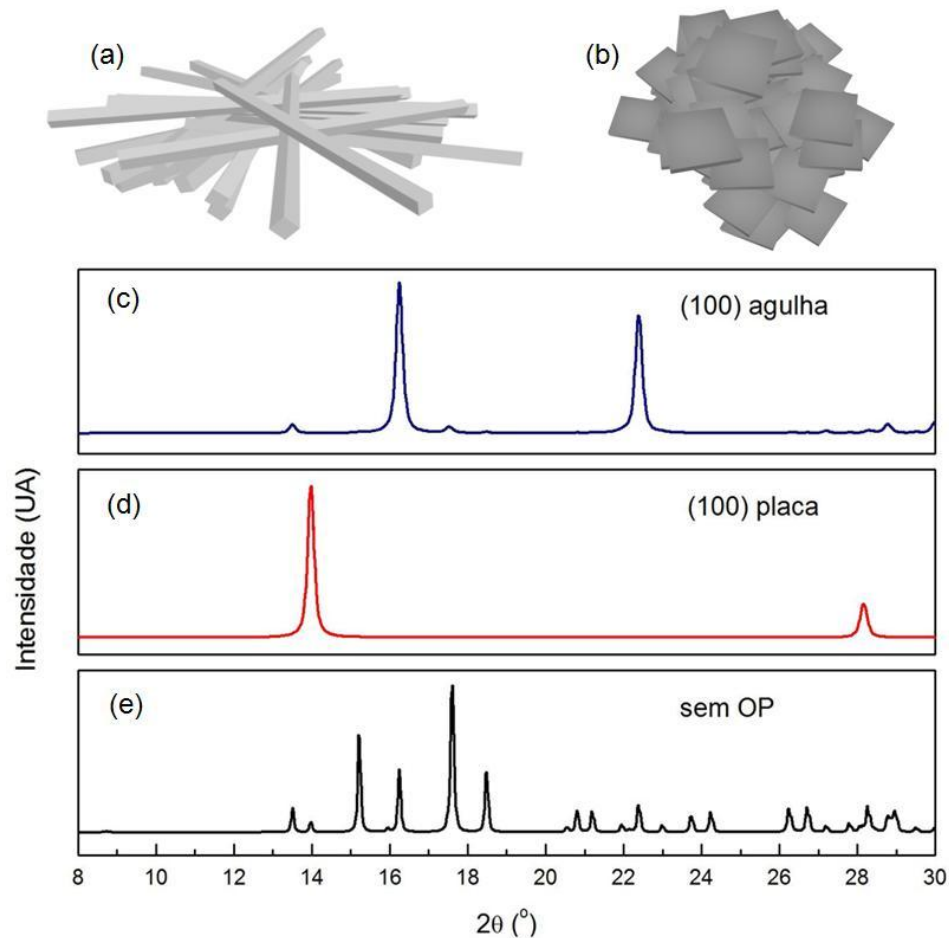 (a)
(b)
(c)
(100) agulha
(d)
(100) placa
(e)
sem OP
Intensidade (UA)
8 10 12 14 16 18 20 22 24 26 28 30
2θ (º)